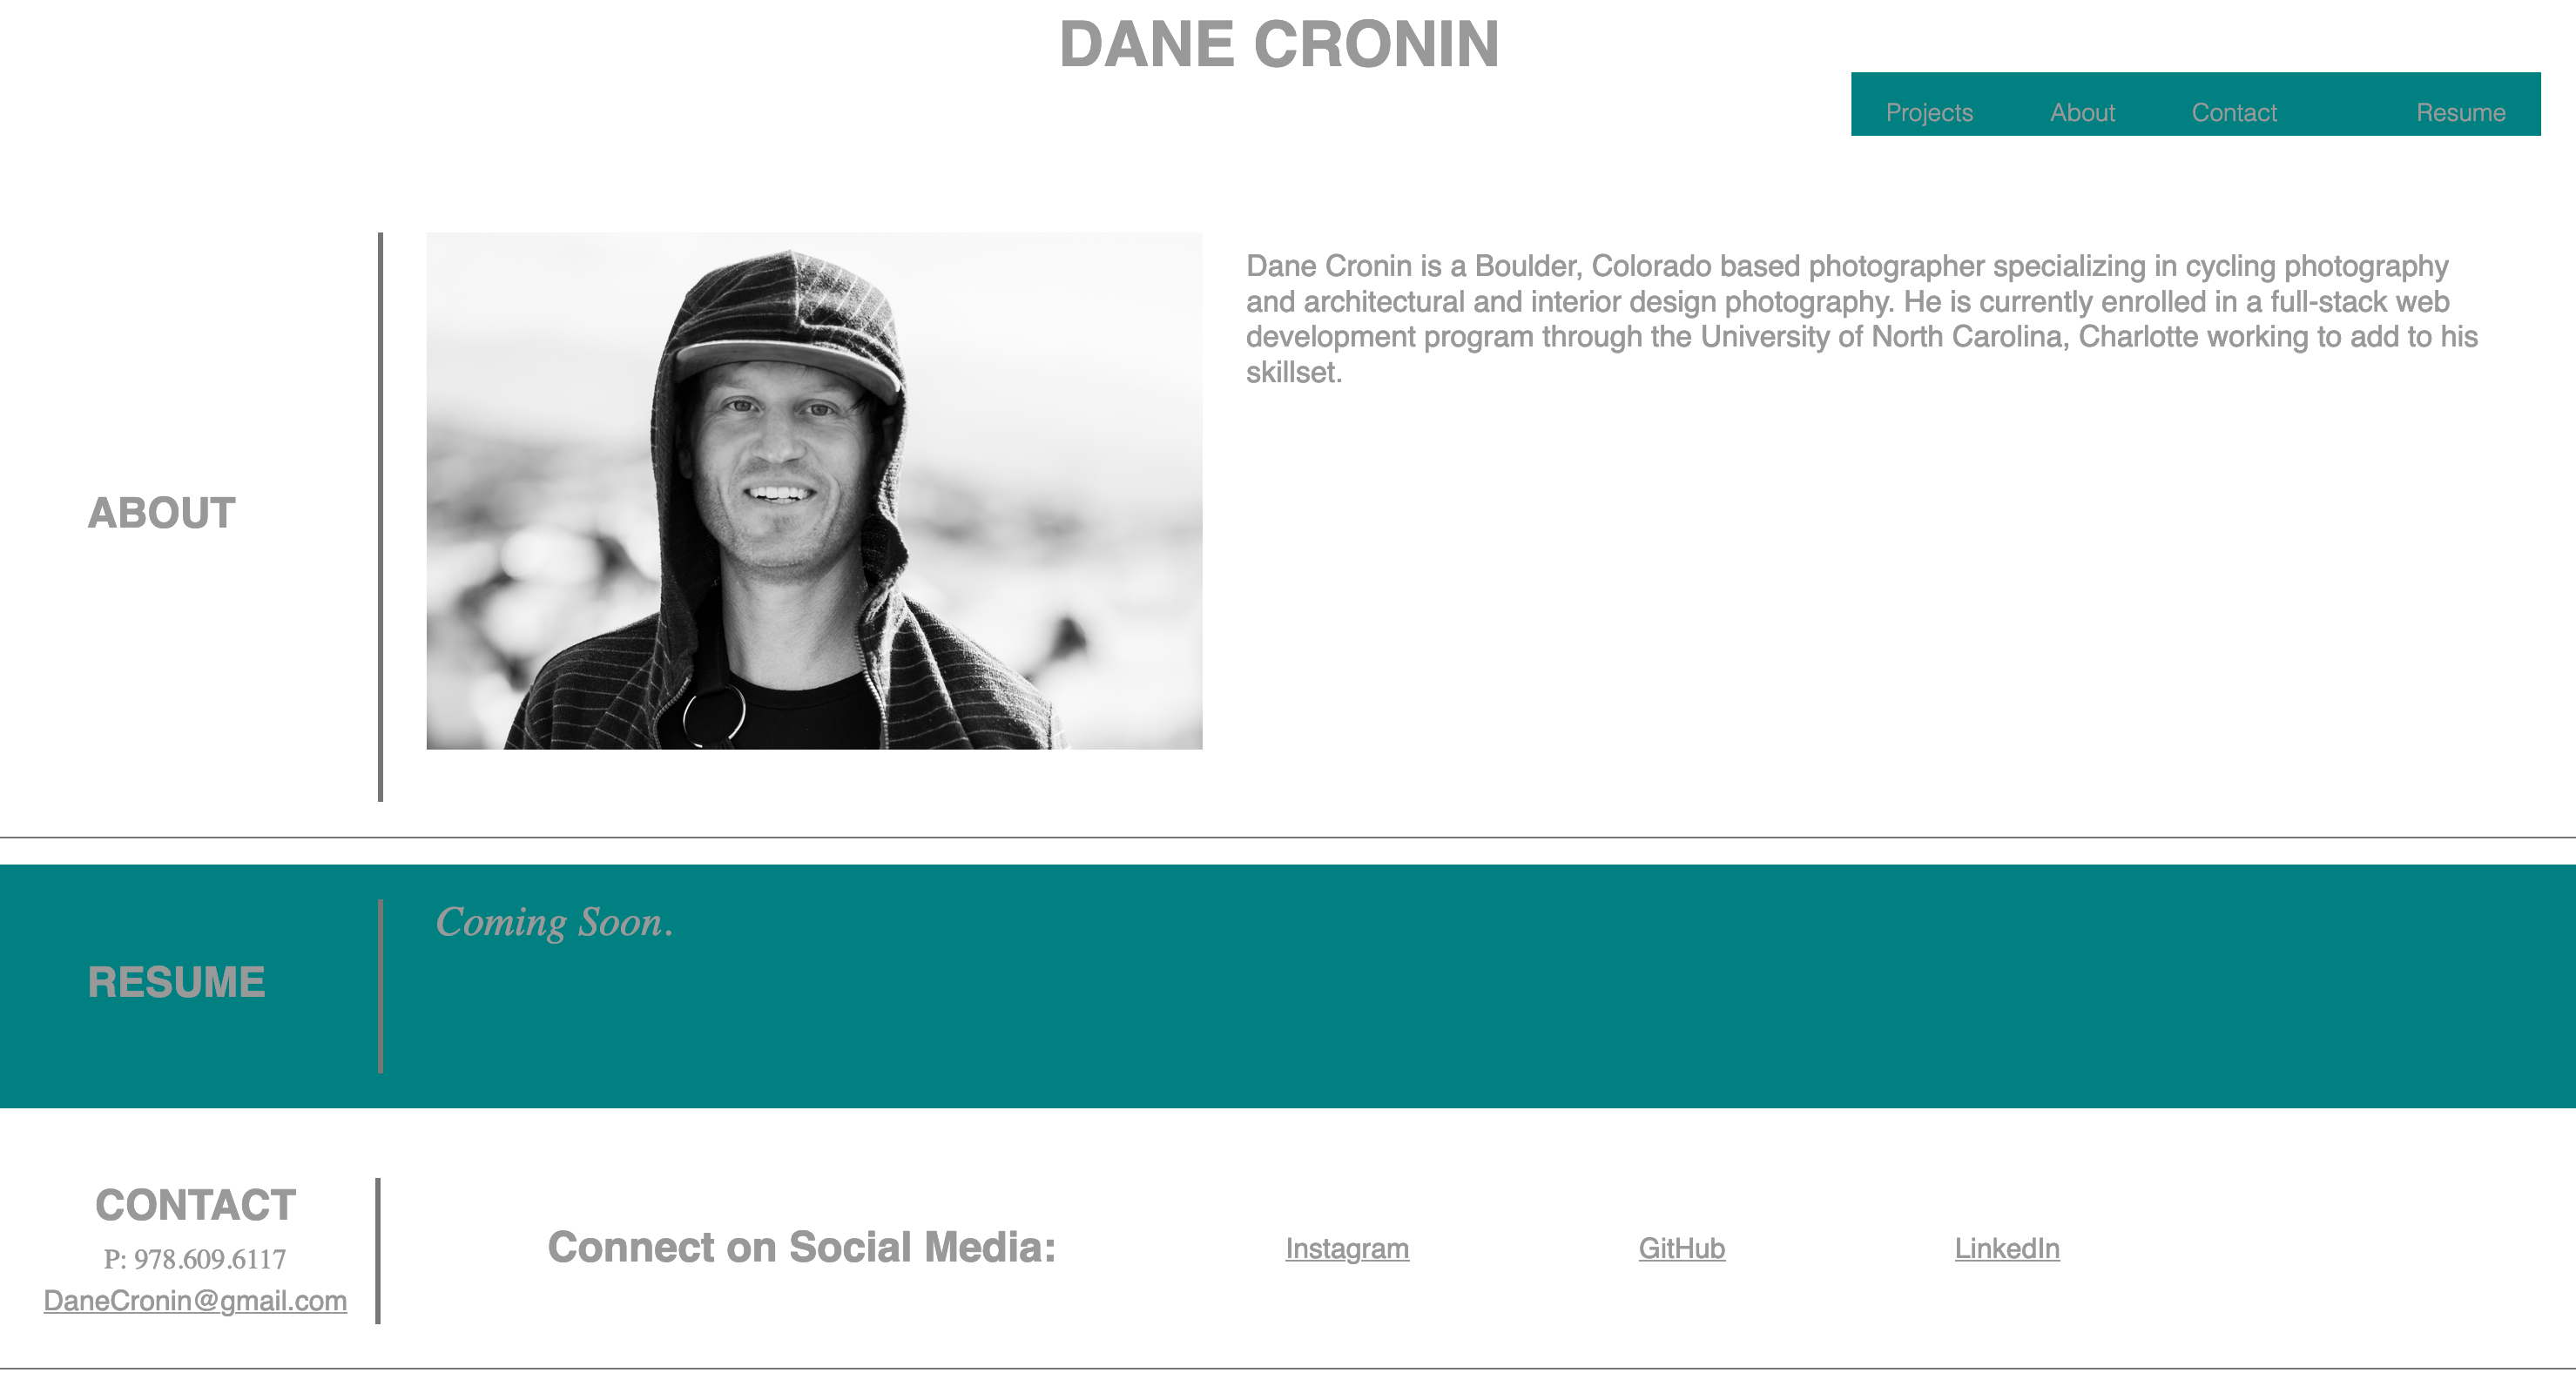 DANE CRONIN
Projects About Contact Resume
Dane Cronin is a Boulder, Colorado based photographer specializing in cycling photography
and architectural and interior design photography. He is currently enrolled in a full-stack web
development program through the University of North Carolina, Charlotte working to add to his
skillset.
ABOUT
Coming Soon.
RESUME
CONTACT
P: 978.609.6117
DaneCronin@gmail.com
Connect on Social Media: Instagram GitHub LinkedIn